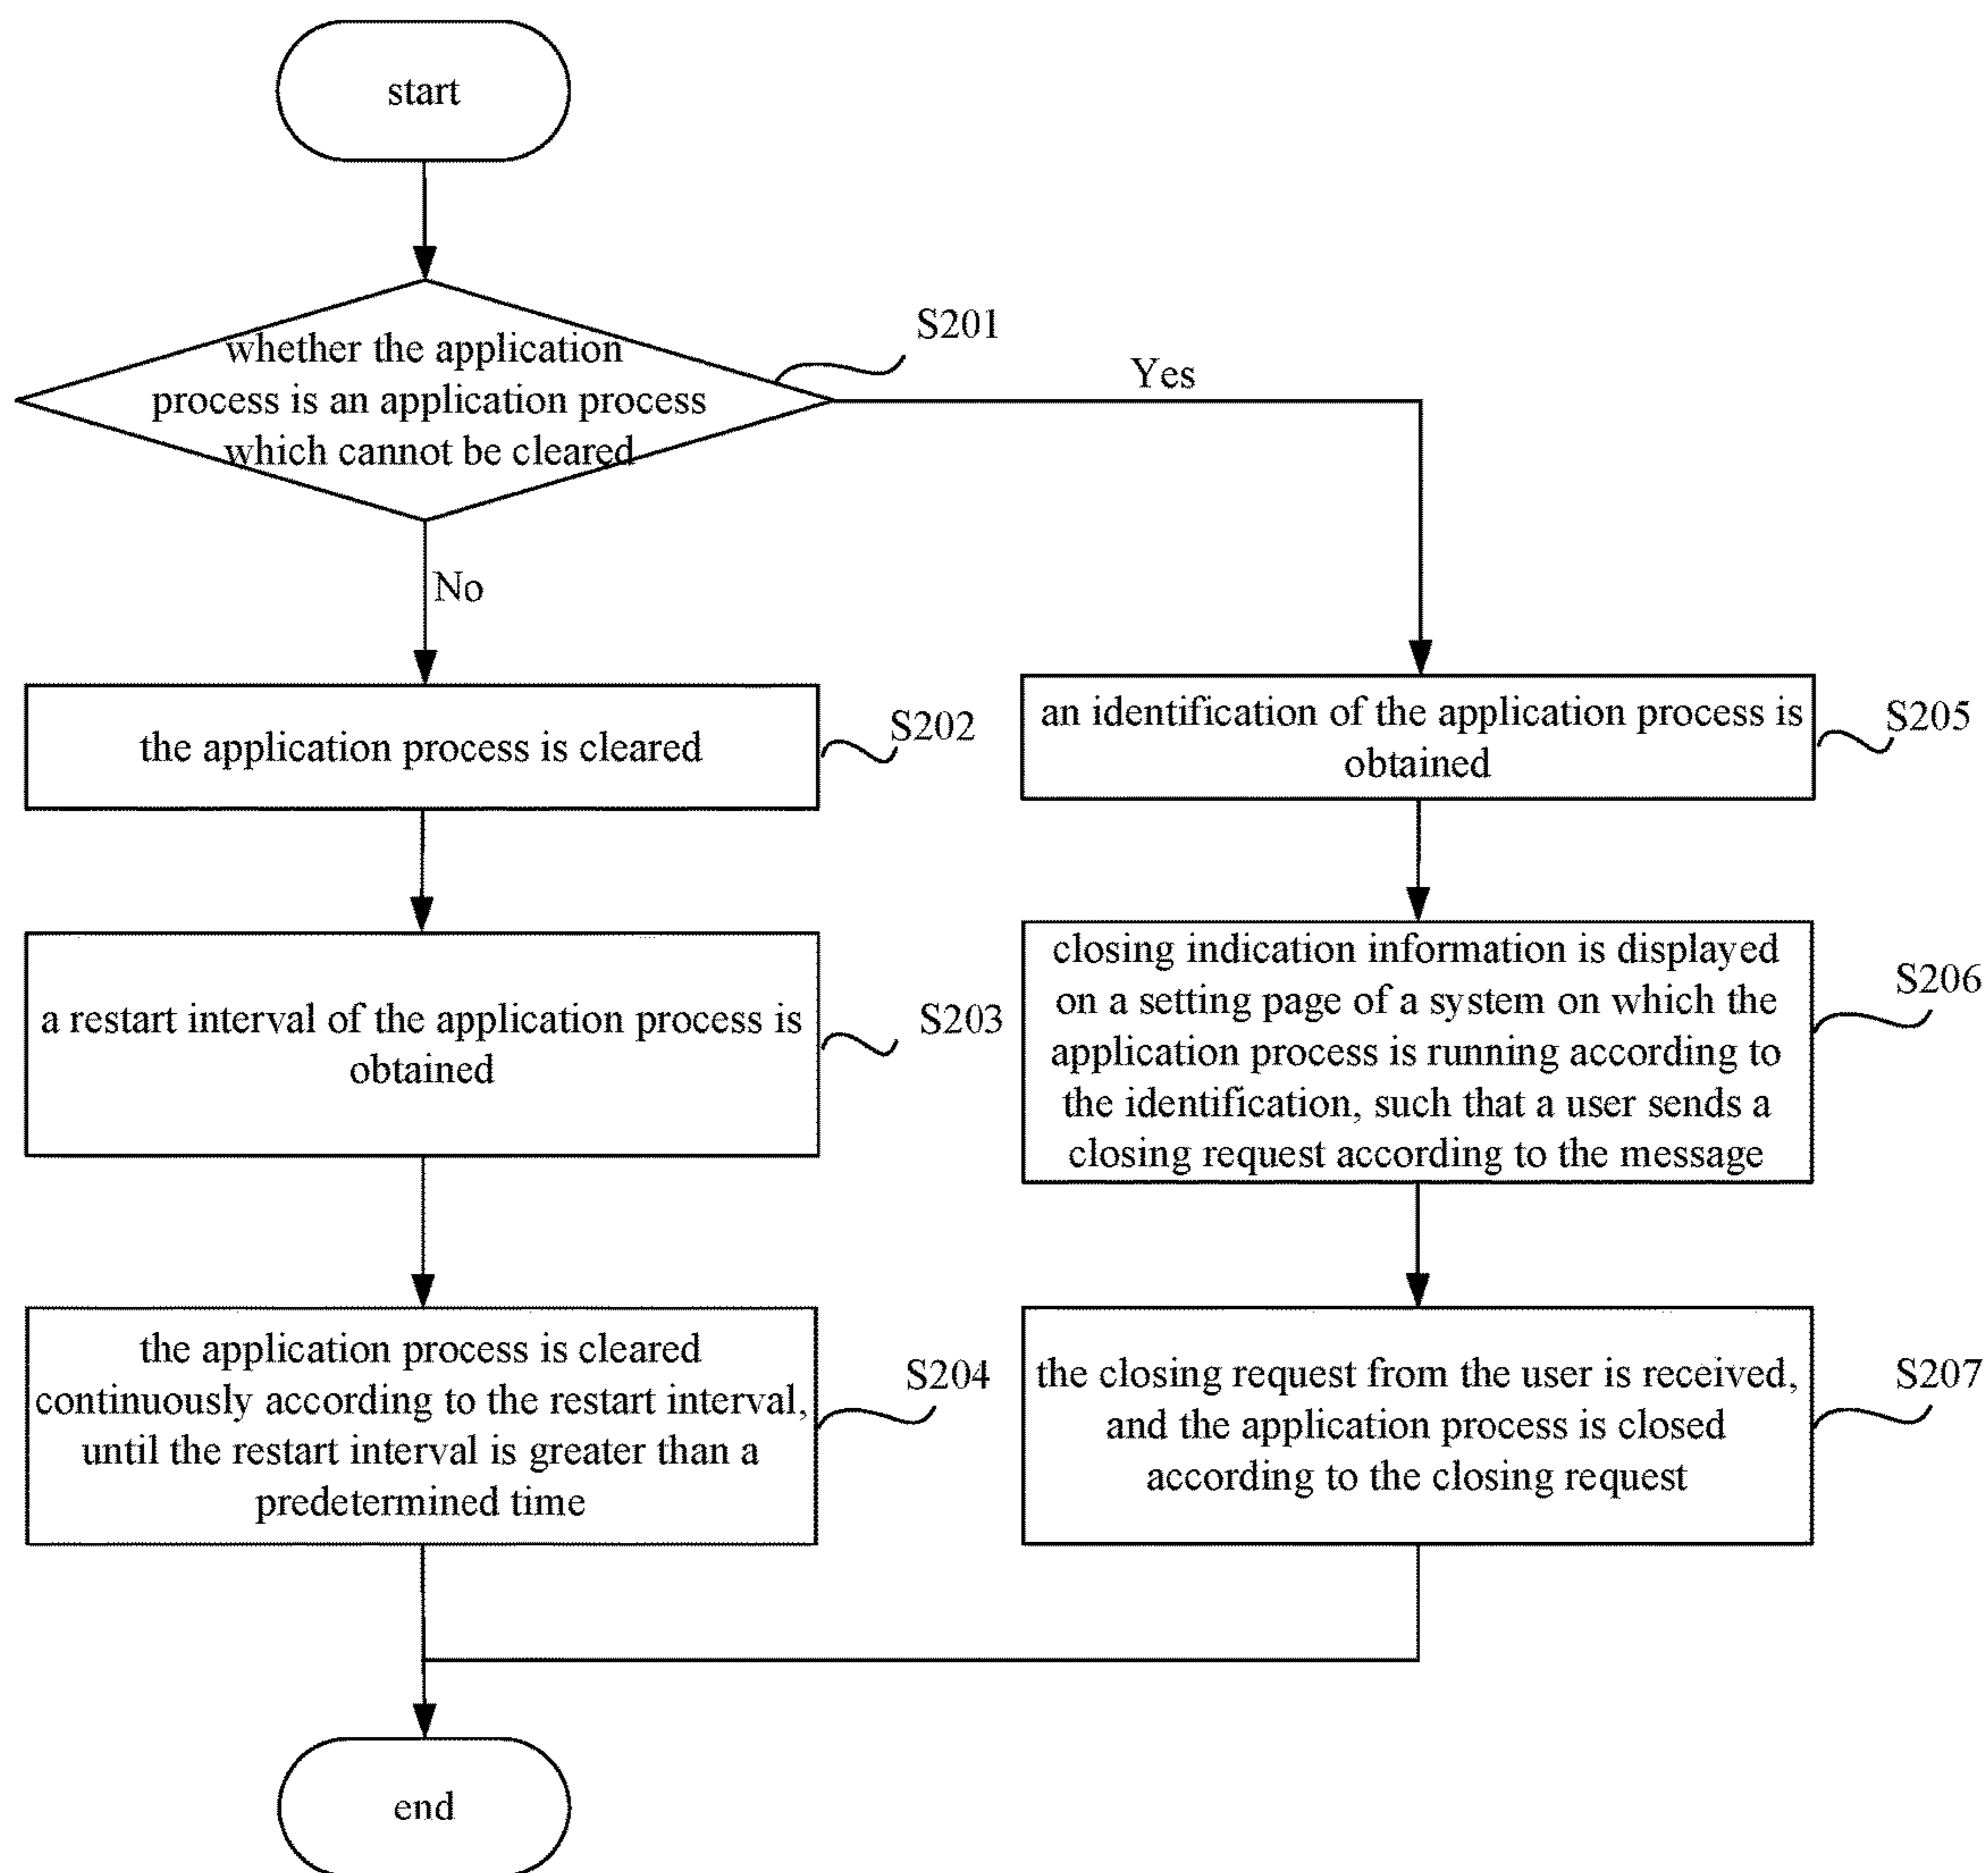 start
whether the application
process is an application process
which cannot be cleared
S201
Yes
No
the application process is cleared
S202
a restart interval of the application process is
obtained
S203
the application process is cleared
continuously according to the restart interval,
until the restart interval is greater than a
predetermined time
S204
an identification of the application process is
obtained
S205
closing indication information is displayed
on a setting page of a system on which the
application process is running according to
the identification, such that a user sends a
closing request according to the message
S206
the closing request from the user is received,
and the application process is closed
according to the closing request
S207
end